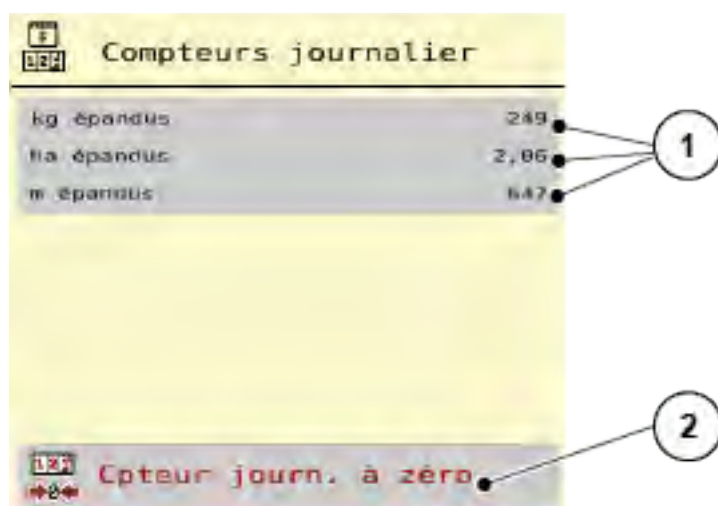 Compteurs journalier
kg épandus 249
ha épandus 2,06
m épandus 647
1
Cpteur journ. à zéro
2